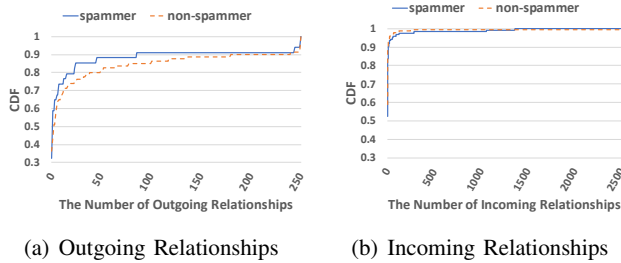 spammer non-spammer
1
0.9
0.8
0.7
0.6
0.5
0.4
0.3
CDF
0 50 100 150 200 250
The Number of Outgoing Relationships
(a) Outgoing Relationships
spammer non-spammer
1
0.9
0.8
0.7
0.6
0.5
0.4
0.3
CDF
0 500 1000 1500 2000 2500
The Number of Incoming Relationships
(b) Incoming Relationships